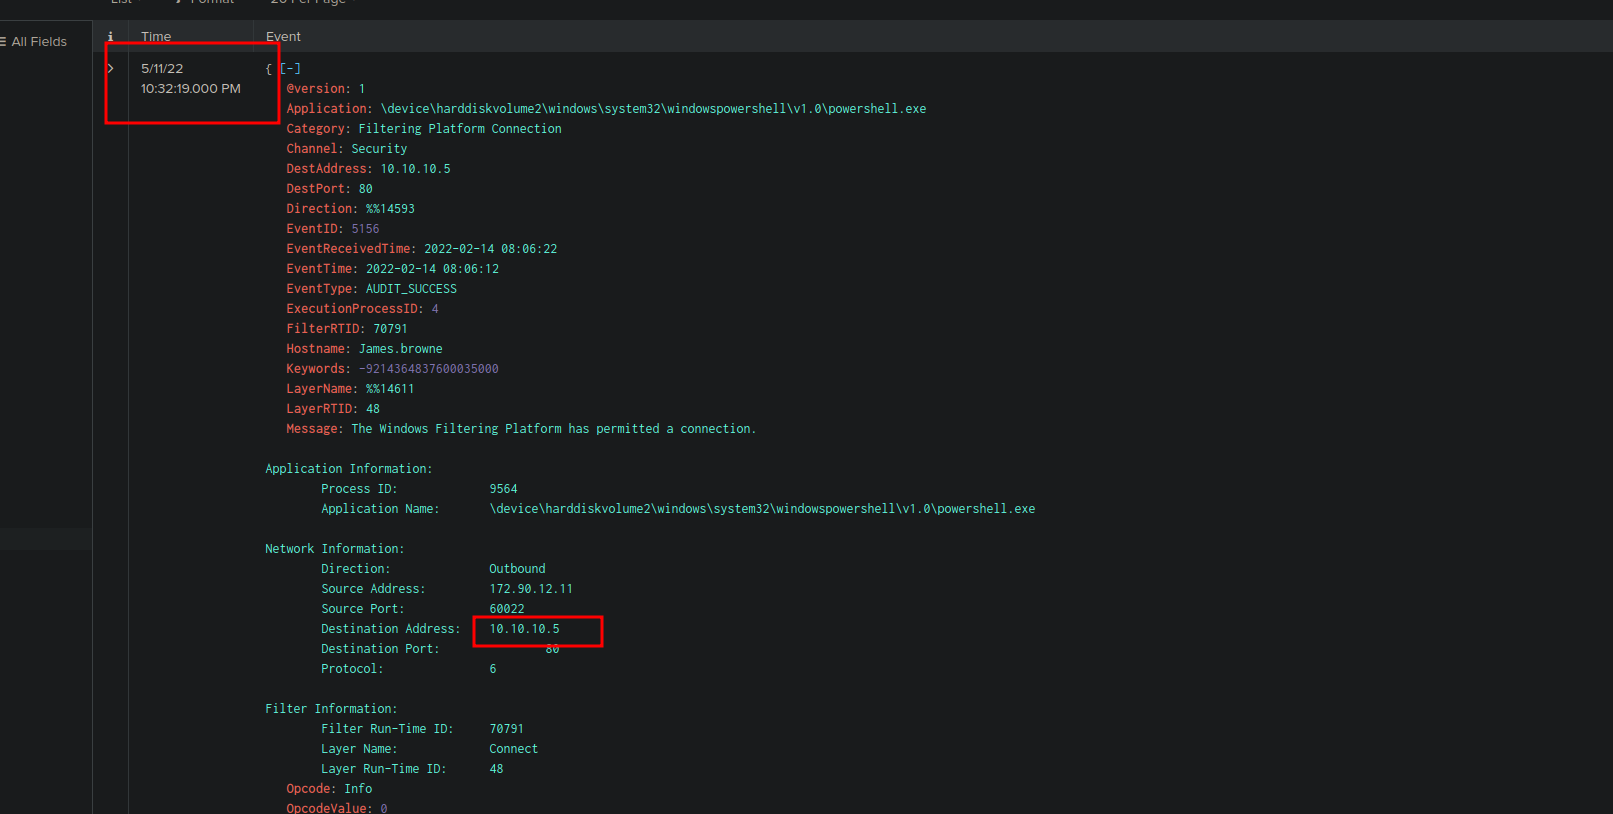 List Format 20 Per Page
≡ All Fields
i Time Event
> 5/11/22 { [-]
10:32:19.000 PM @version: 1
Application: \device\harddiskvolume2\windows\system32\windowspowershell\v1.0\powershell.exe
Category: Filtering Platform Connection
Channel: Security
DestAddress: 10.10.10.5
DestPort: 80
Direction: %%14593
EventID: 5156
EventReceivedTime: 2022-02-14 08:06:22
EventTime: 2022-02-14 08:06:12
EventType: AUDIT_SUCCESS
ExecutionProcessID: 4
FilterRTID: 70791
Hostname: James.browne
Keywords: -9214364837600035000
LayerName: %%14611
LayerRTID: 48
Message: The Windows Filtering Platform has permitted a connection.
Application Information:
Process ID: 9564
Application Name: \device\harddiskvolume2\windows\system32\windowspowershell\v1.0\powershell.exe
Network Information:
Direction: Outbound
Source Address: 172.90.12.11
Source Port: 60022
Destination Address: 10.10.10.5
Destination Port: 80
Protocol: 6
Filter Information:
Filter Run-Time ID: 70791
Layer Name: Connect
Layer Run-Time ID: 48
Opcode: Info
OpcodeValue: 0